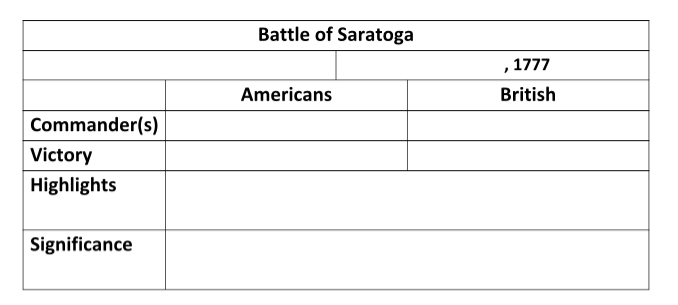 Battle of Saratoga
, 1777
Americans British
Commander(s)
Victory
Highlights
Significance